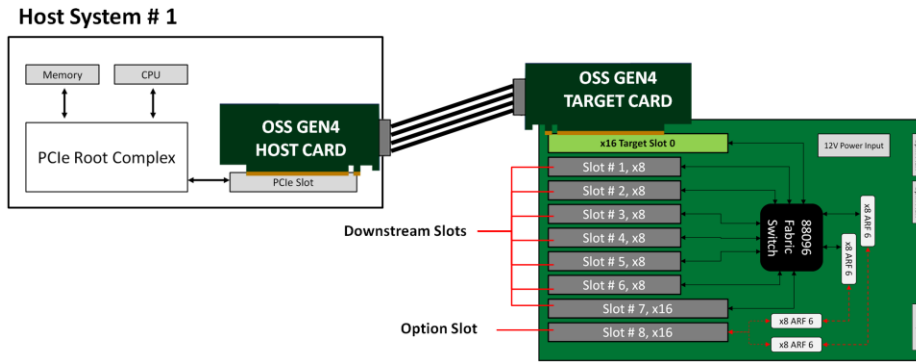 Host System # 1
Memory
CPU
PCIe Root Complex
OSS GEN4
HOST CARD
PCIe Slot
OSS GEN4
TARGET CARD
x16 Target Slot 0
12V Power Input
Slot # 1, x8
Slot # 2, x8
Slot # 3, x8
Slot # 4, x8
Slot # 5, x8
Slot # 6, x8
Slot # 7, x16
Slot # 8, x16
Downstream Slots
Option Slot
88096
Fabric
Switch
x8 ARF 6
x8 ARF 6
x8 ARF 6
x8 ARF 6